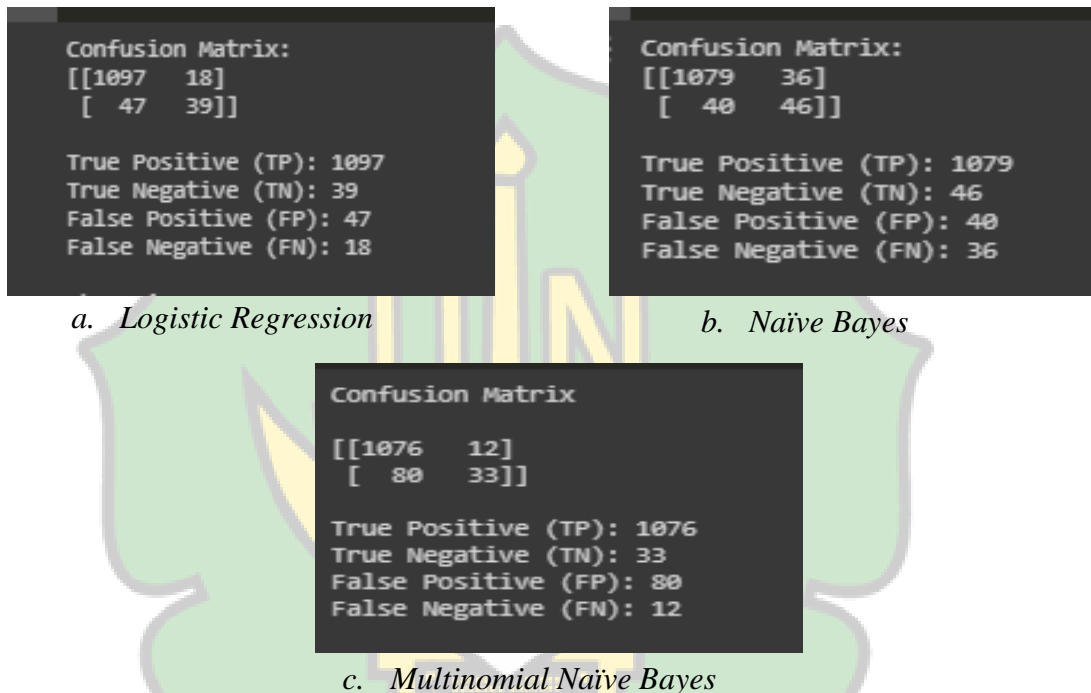 Confusion Matrix:
[[1097 18]
[ 47 39]]
True Positive (TP): 1097
True Negative (TN): 39
False Positive (FP): 47
False Negative (FN): 18
a. Logistic Regression
Confusion Matrix:
[[1079 36]
[ 40 46]]
True Positive (TP): 1079
True Negative (TN): 46
False Positive (FP): 40
False Negative (FN): 36
b. Naïve Bayes
Confusion Matrix
[[1076 12]
[ 80 33]]
True Positive (TP): 1076
True Negative (TN): 33
False Positive (FP): 80
False Negative (FN): 12
c. Multinomial Naïve Bayes